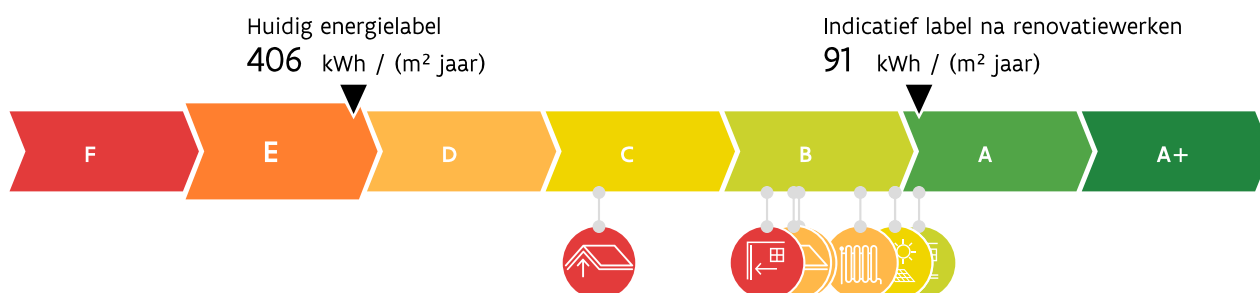 Huidig energielabel
406 kWh / (m² jaar)
Indicatief label na renovatiewerken
91 kWh / (m² jaar)
F E D C B A A+